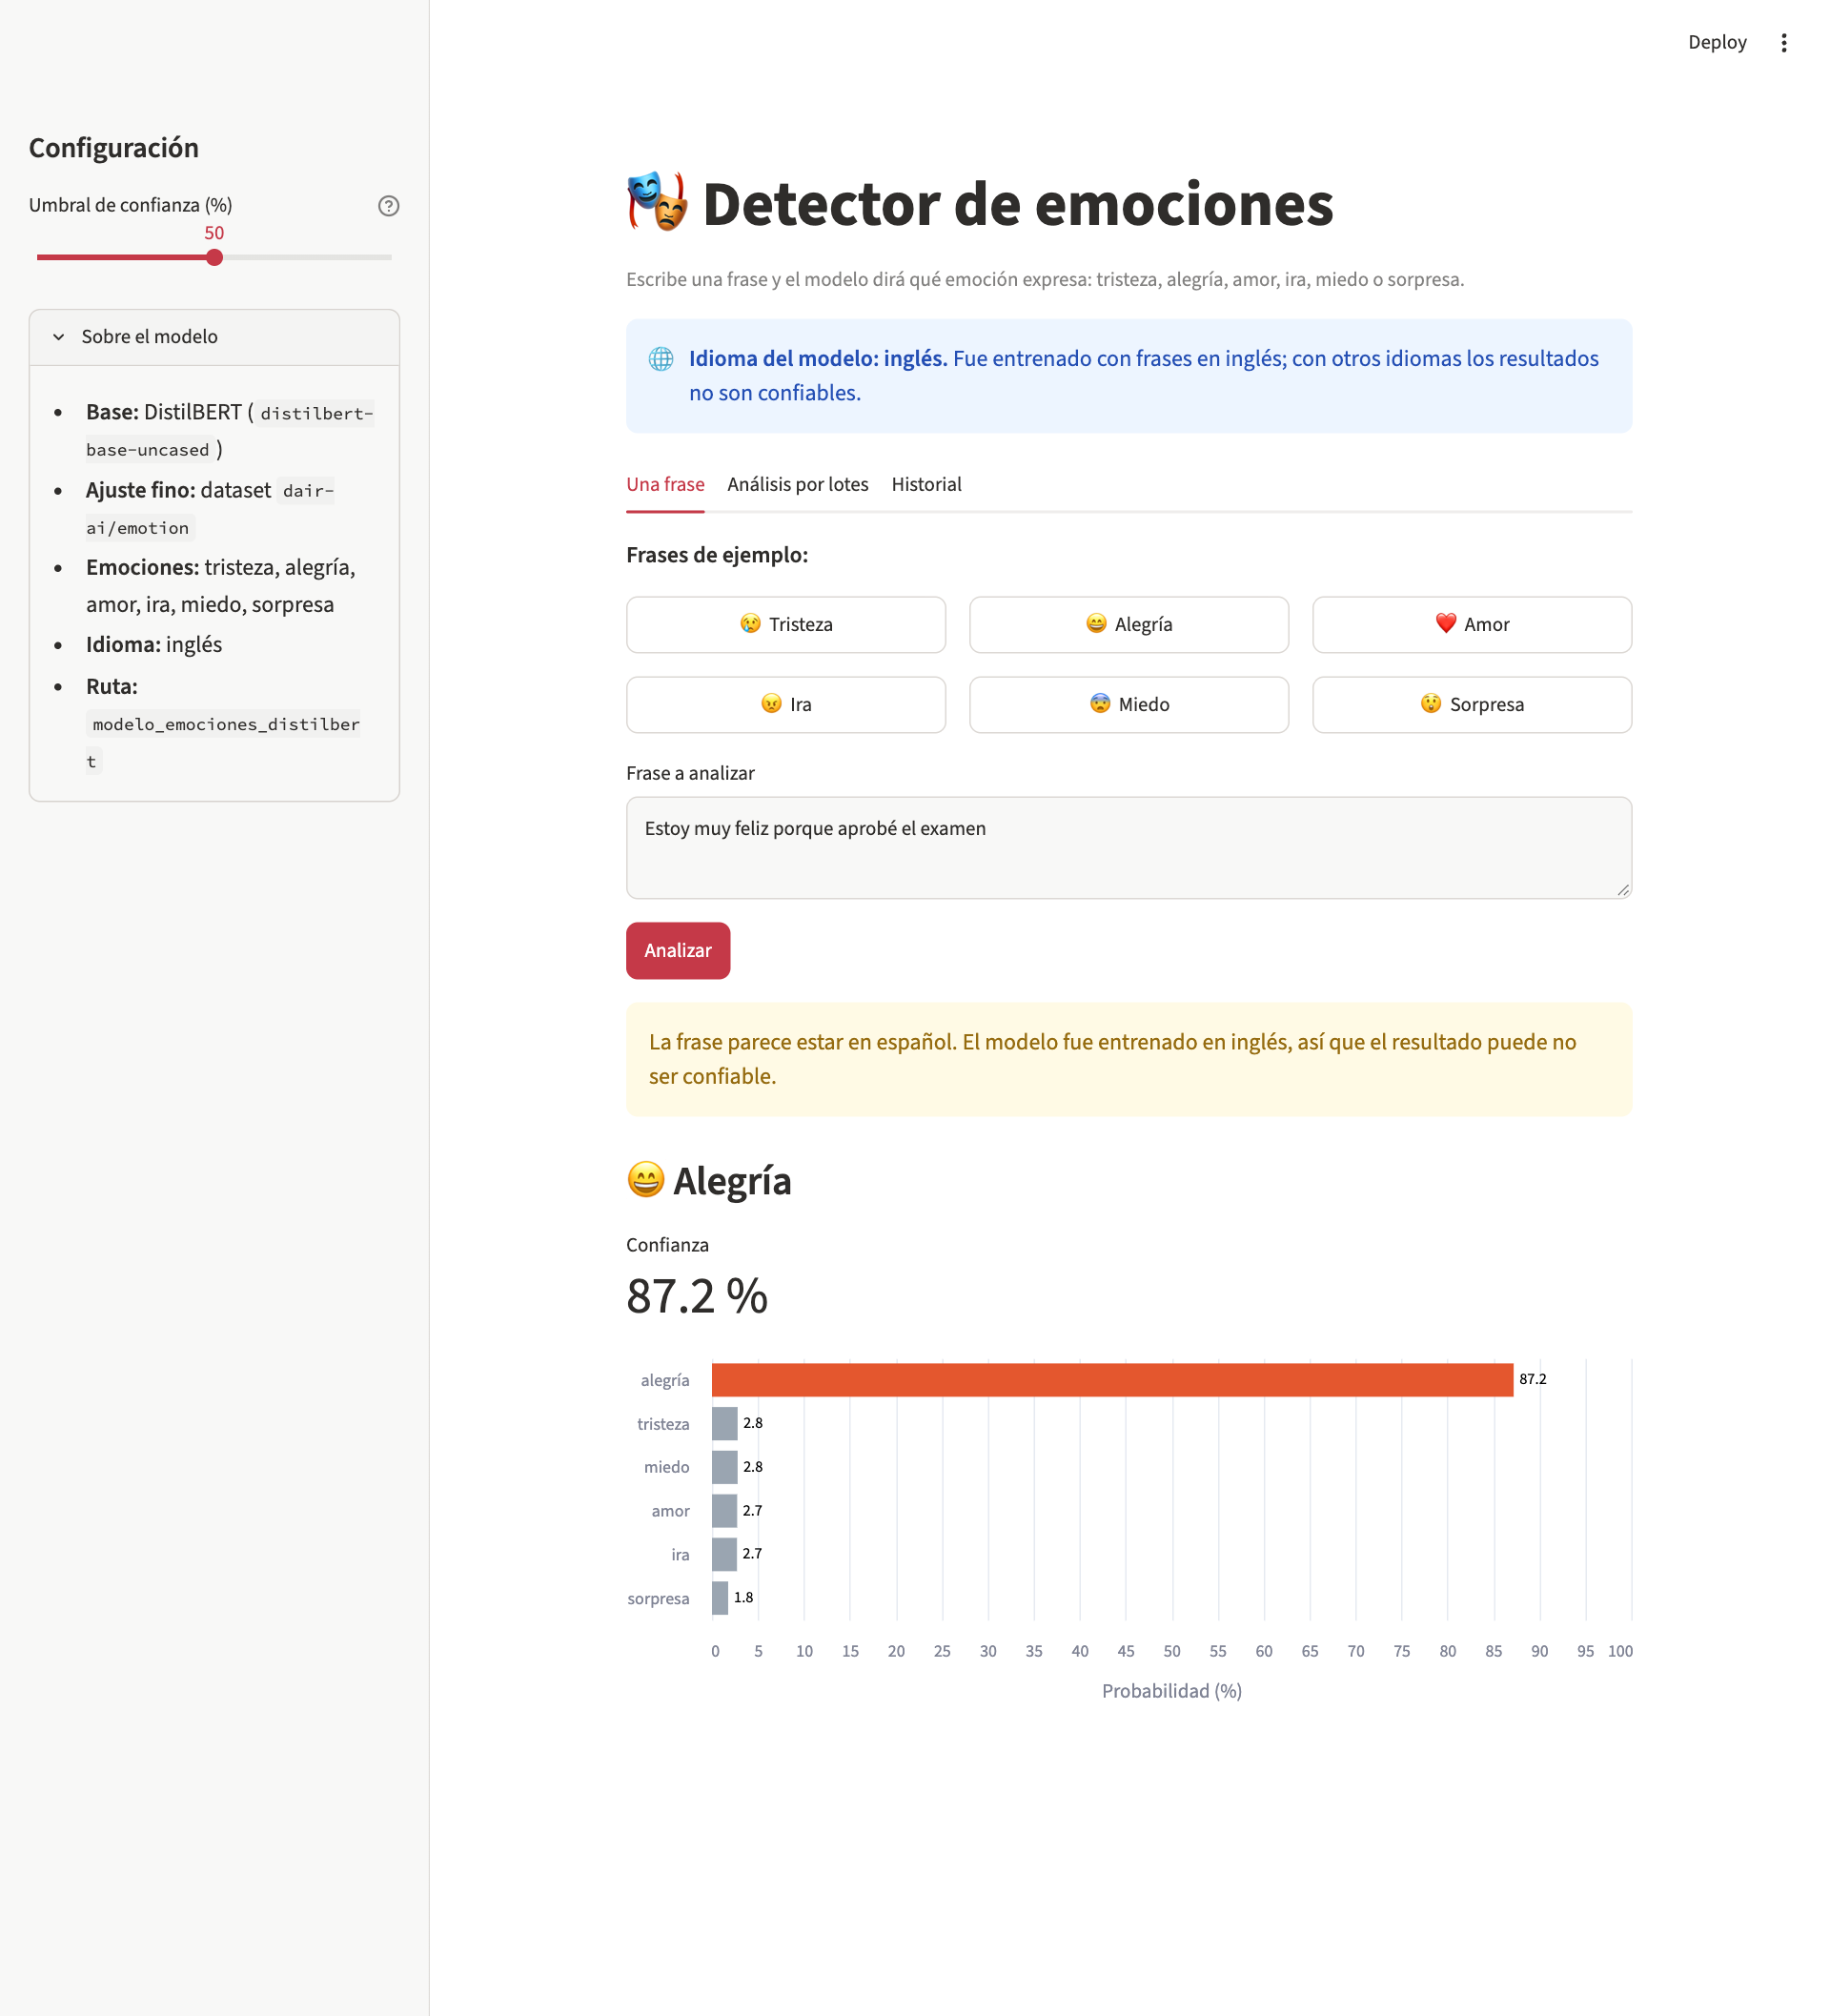 Deploy
Configuración
Umbral de confianza (%)
50
Sobre el modelo
Base: DistilBERT (distilbert-
base-uncased)
Ajuste fino: dataset dair-
ai/emotion
Emociones: tristeza, alegría,
amor, ira, miedo, sorpresa
Idioma: inglés
Ruta:
modelo_emociones_distilber
t
Detector de emociones
Escribe una frase y el modelo dirá qué emoción expresa: tristeza, alegría, amor, ira, miedo o sorpresa.
Idioma del modelo: inglés. Fue entrenado con frases en inglés; con otros idiomas los resultados
no son confiables.
Una frase Análisis por lotes Historial
Frases de ejemplo:
Tristeza Alegría Amor
Ira Miedo Sorpresa
Frase a analizar
Estoy muy feliz porque aprobé el examen
Analizar
La frase parece estar en español. El modelo fue entrenado en inglés, así que el resultado puede no
ser confiable.
Alegría
Confianza
87.2 %
alegría 87.2
tristeza 2.8
miedo 2.8
amor 2.7
ira 2.7
sorpresa 1.8
0 5 10 15 20 25 30 35 40 45 50 55 60 65 70 75 80 85 90 95 100
Probabilidad (%)